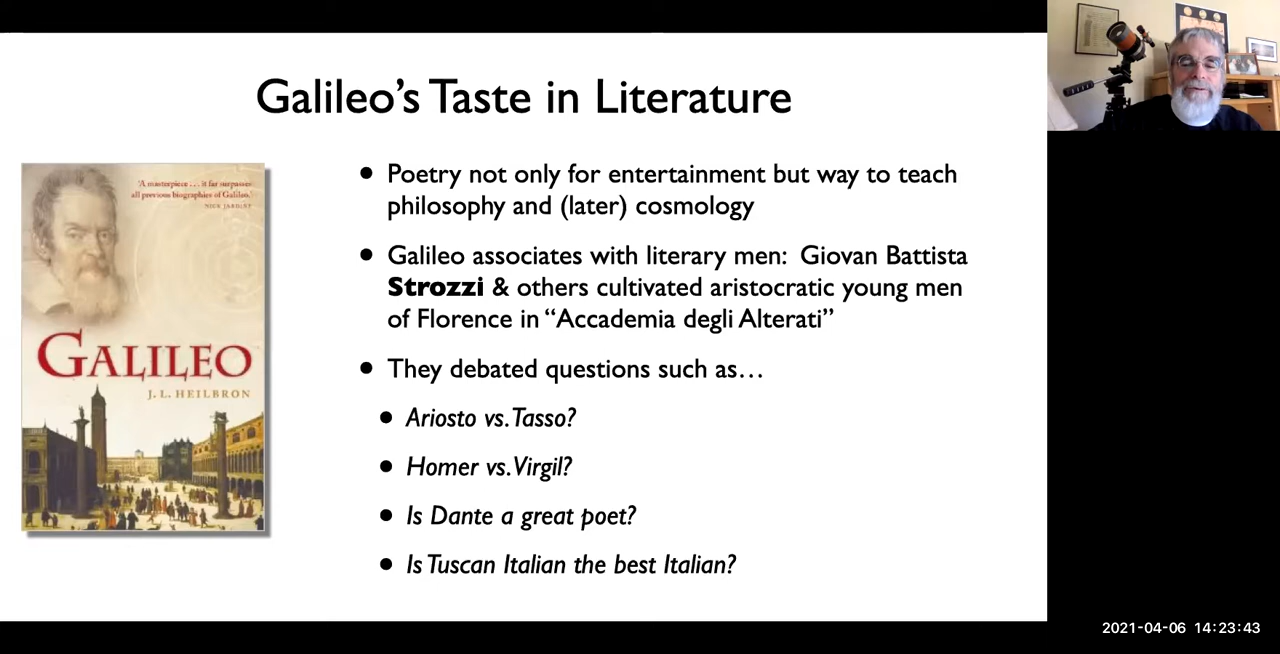 Galileo's Taste in Literature
'A masterpiece . . . it far surpasses
all previous biographies of Galileo.'
NICK JARDINE
GALILEO
J. L. HEILBRON
• Poetry not only for entertainment but way to teach
philosophy and (later) cosmology
• Galileo associates with literary men: Giovan Battista
Strozzi & others cultivated aristocratic young men
of Florence in “Accademia degli Alterati”
• They debated questions such as…
• Ariosto vs. Tasso?
• Homer vs. Virgil?
• Is Dante a great poet?
• Is Tuscan Italian the best Italian?
2021-04-06 14:23:43